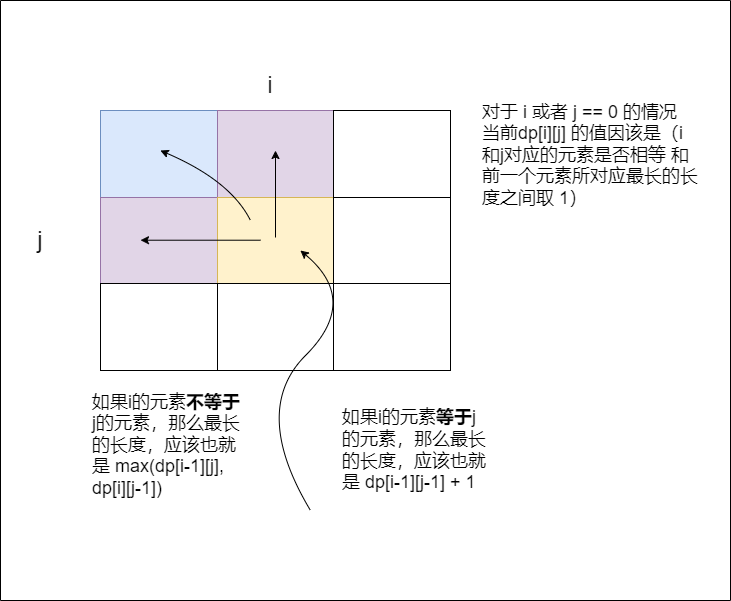 i
对于 i 或者 j == 0 的情况
当前dp[i][j] 的值因该是（i
和j对应的元素是否相等 和
前一个元素所对应最长的长
度之间取 1）
j
如果i的元素不等于
j的元素，那么最长
的长度，应该也就
是 max(dp[i-1][j],
dp[i][j-1])
如果i的元素等于j
的元素，那么最长
的长度，应该也就
是 dp[i-1][j-1] + 1